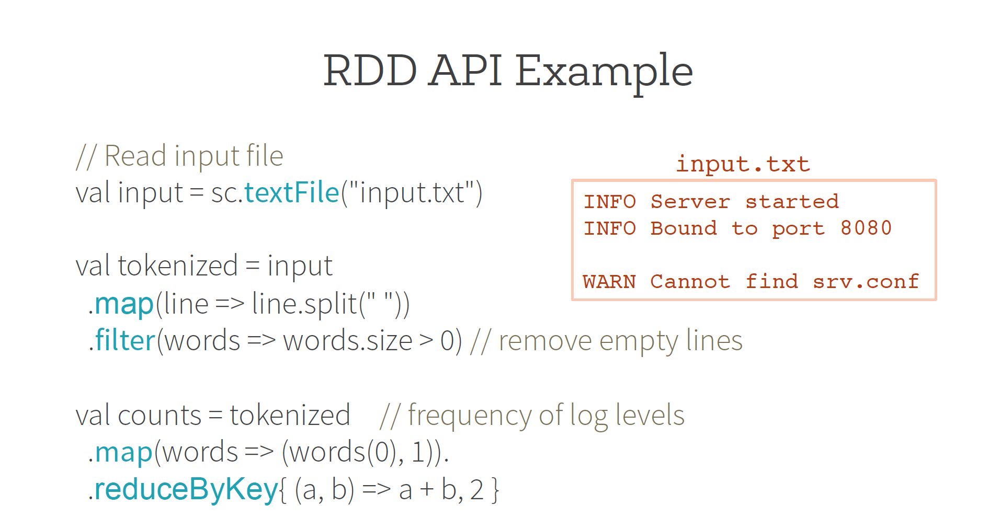 RDD API Example
// Read input file
val input = sc.textFile("input.txt")
val tokenized = input
.map(line => line.split(" "))
.filter(words => words.size > 0) // remove empty lines
val counts = tokenized // frequency of log levels
.map(words => (words(0), 1)).
.reduceByKey{ (a, b) => a + b, 2 }
input.txt
INFO Server started
INFO Bound to port 8080
WARN Cannot find srv.conf